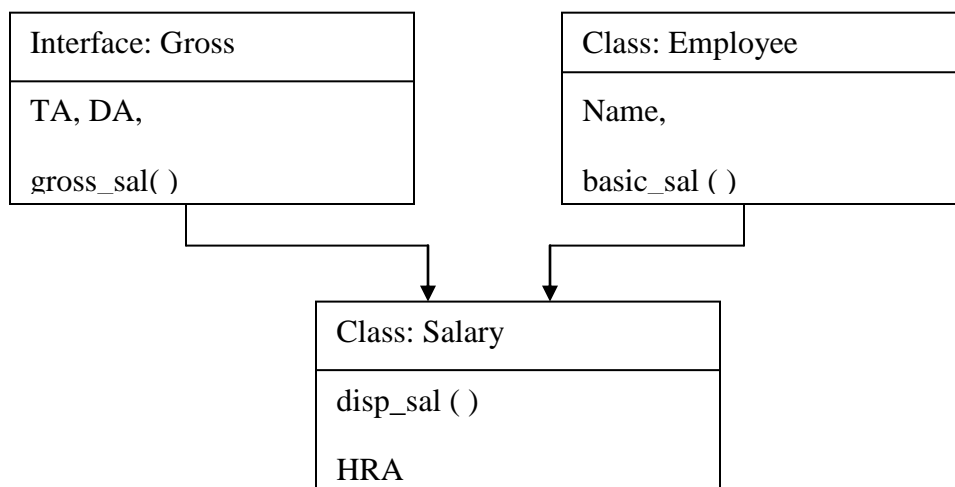 Interface: Gross
TA, DA,
gross_sal( )
Class: Employee
Name,
basic_sal ( )
Class: Salary
disp_sal ( )
HRA